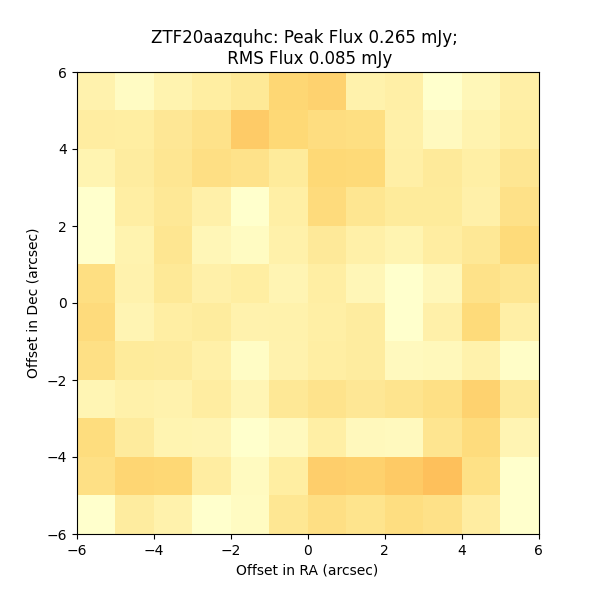 ZTF20aazquhc: Peak Flux 0.265 mJy;
RMS Flux 0.085 mJy
6
4
2
0
−2
−4
−6
Offset in Dec (arcsec)
−6 −4 −2 0 2 4 6
Offset in RA (arcsec)